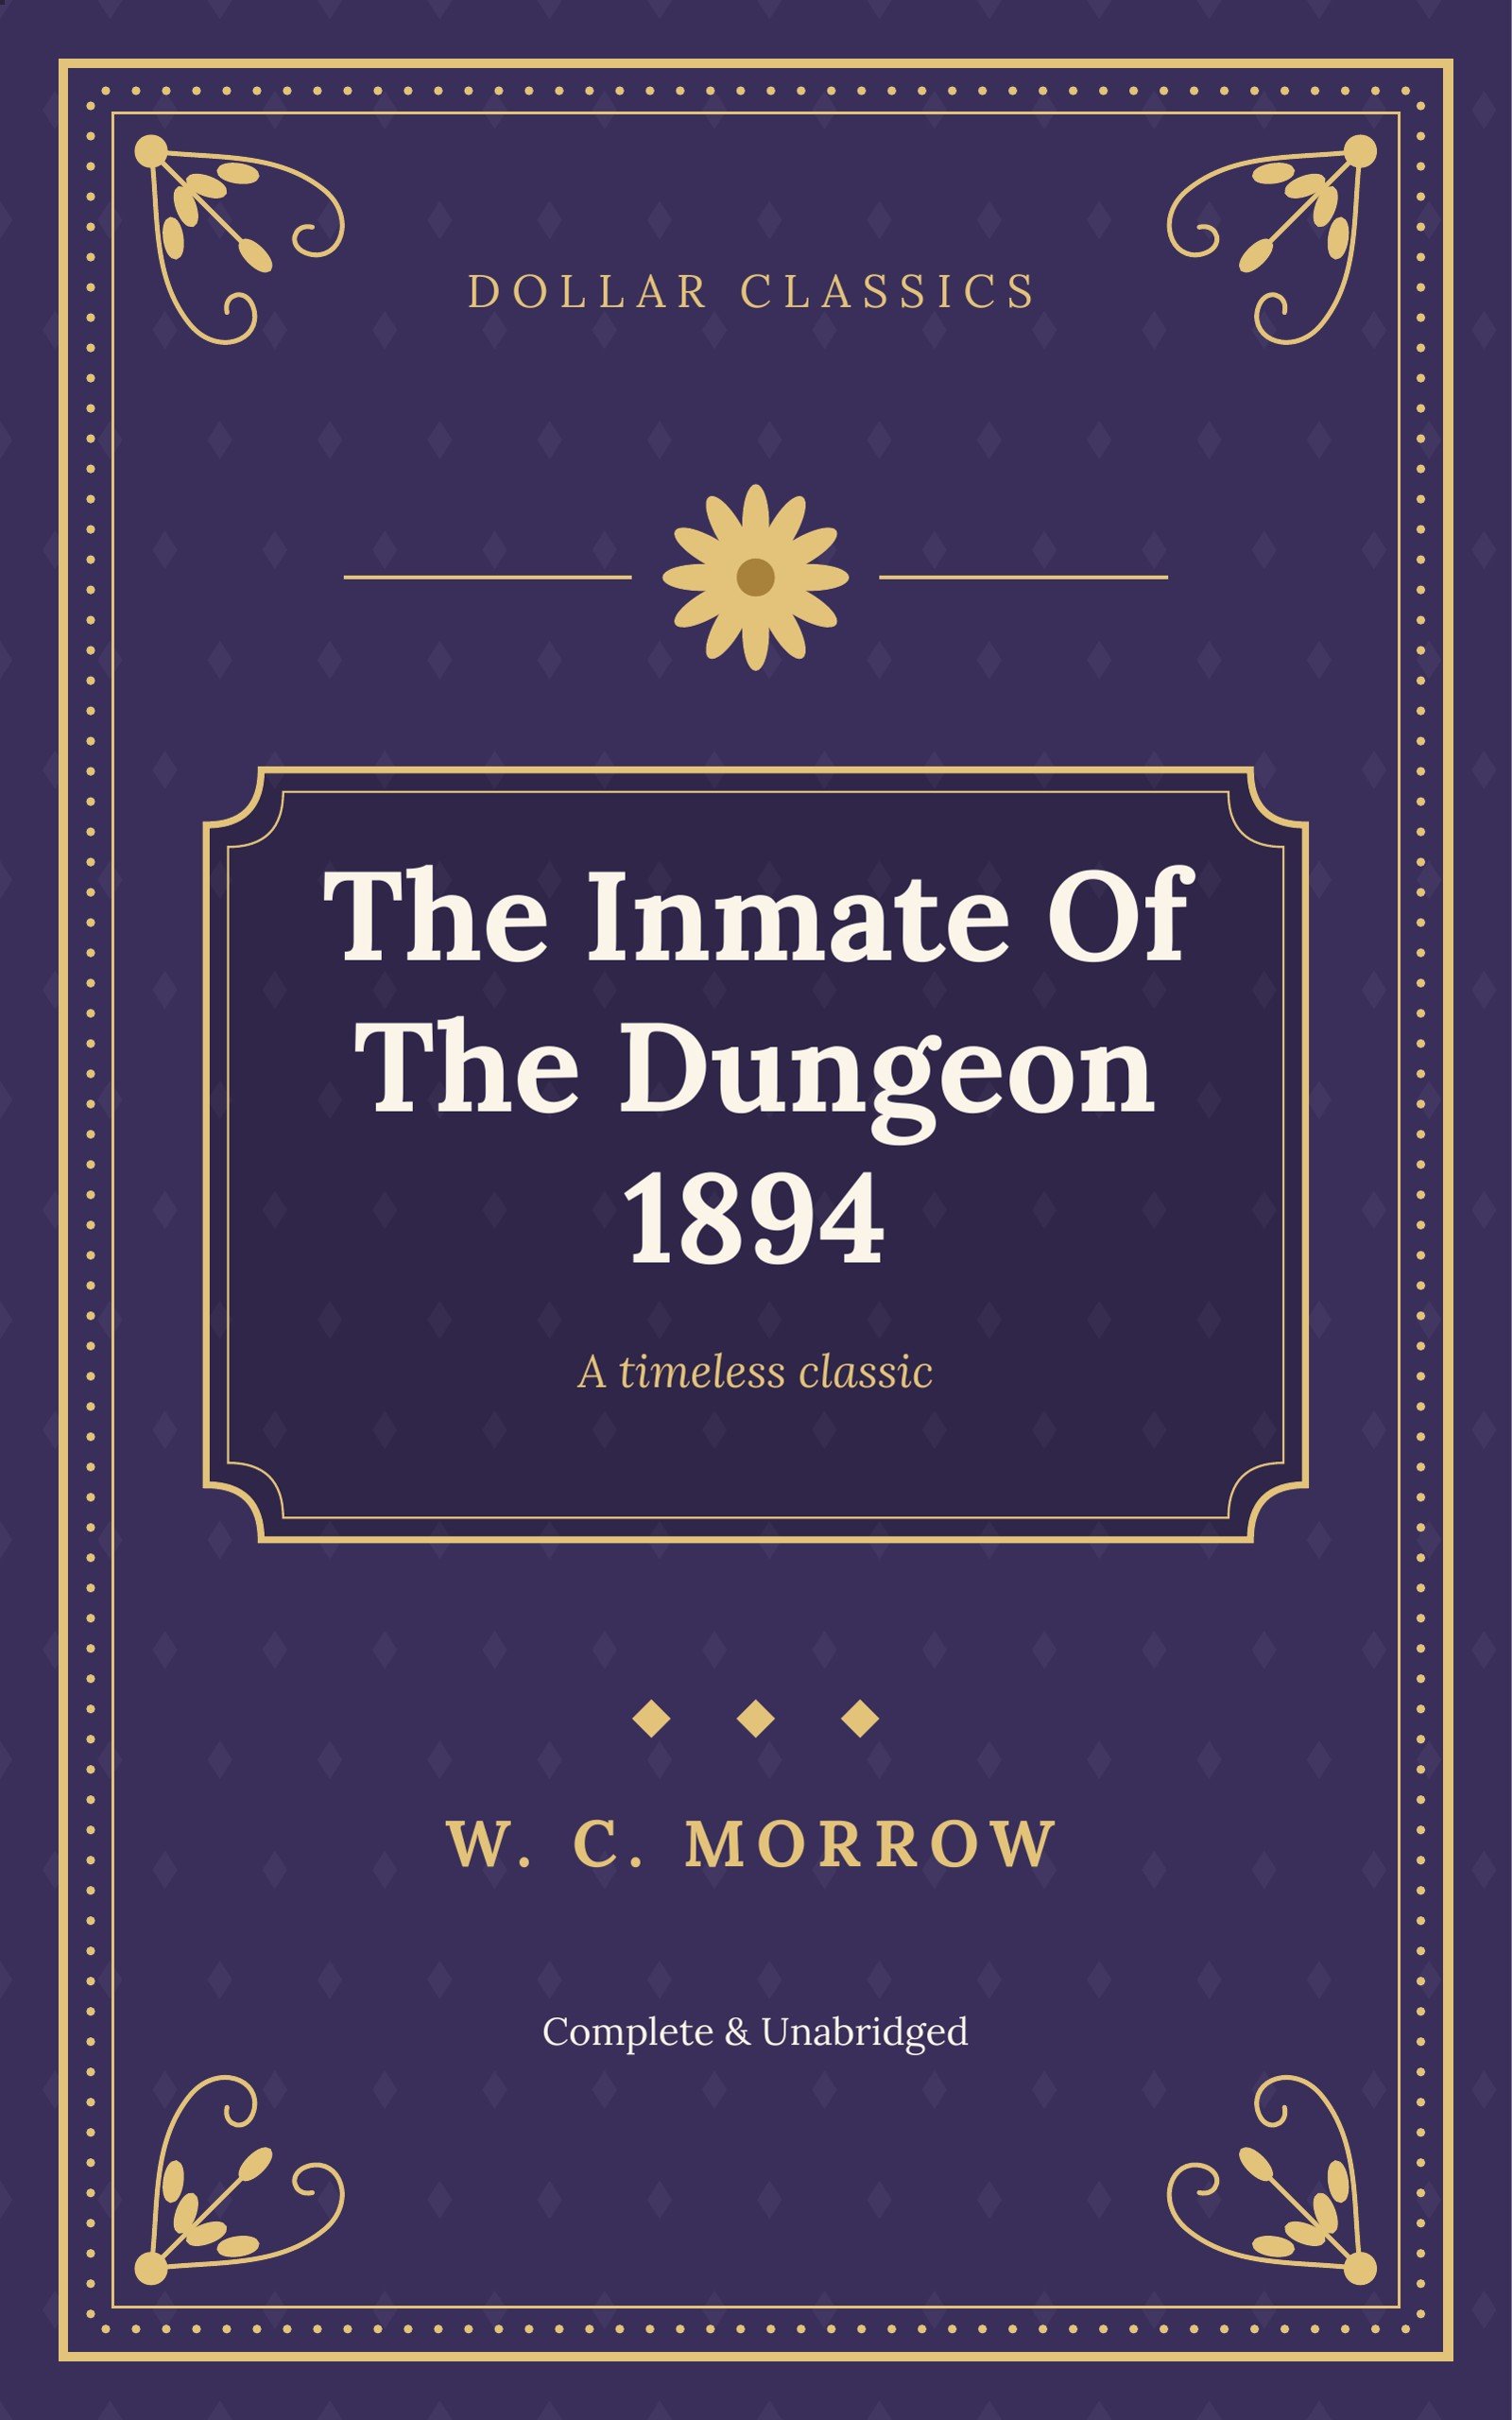 DOLLAR CLASSICS
The Inmate Of
The Dungeon
1894
A timeless classic
W. C. MORROW
Complete & Unabridged